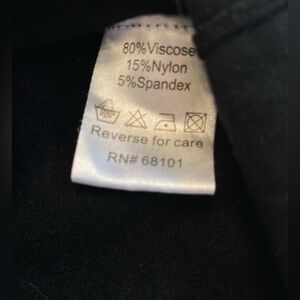 80%Viscose
15%Nylon
5%Spandex
Reverse for care
RN# 68101